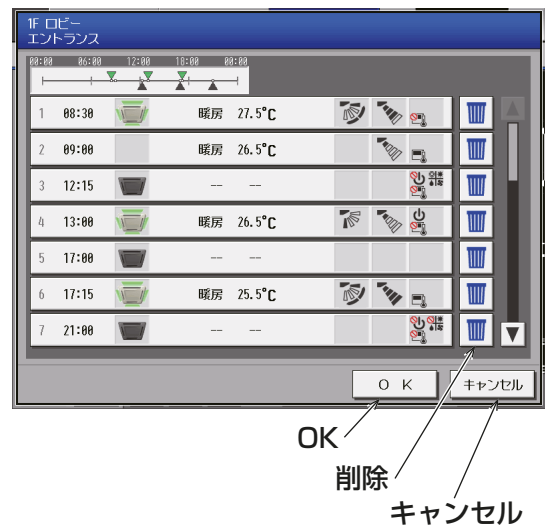 1F ロビー
エントランス
00:00 06:00 12:00 18:00 00:00
1 08:30 暖房 27.5°C
2 09:00 暖房 26.5°C
3 12:15 -- --
4 13:00 暖房 26.5°C
5 17:00 -- --
6 17:15 暖房 25.5°C
7 21:00 -- --
OK キャンセル
OK
削除
キャンセル